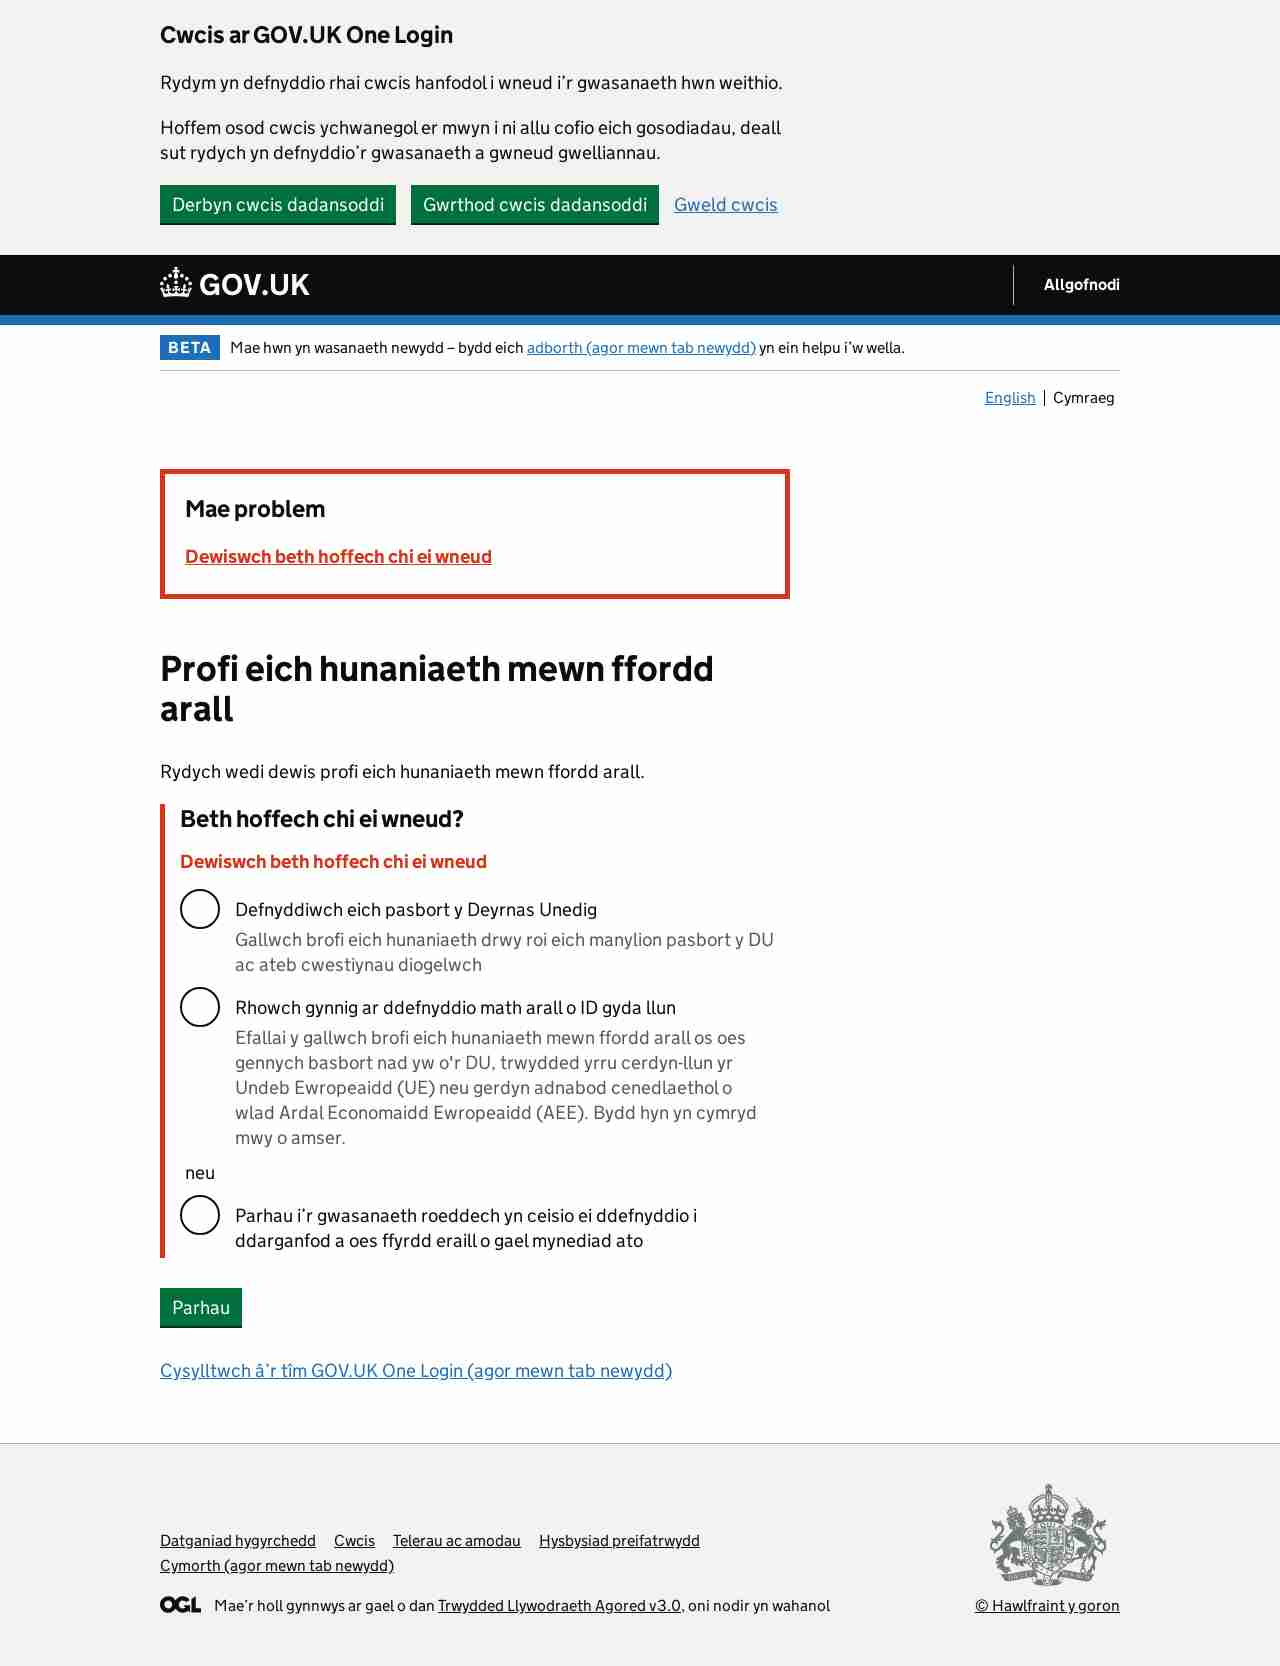 Cwcis ar GOV.UK One Login
Rydym yn defnyddio rhai cwcis hanfodol i wneud i’r gwasanaeth hwn weithio.
Hoffem osod cwcis ychwanegol er mwyn i ni allu cofio eich gosodiadau, deall
sut rydych yn defnyddio’r gwasanaeth a gwneud gwelliannau.
Derbyn cwcis dadansoddi Gwrthod cwcis dadansoddi Gweld cwcis
GOV.UK Allgofnodi
BETA Mae hwn yn wasanaeth newydd – bydd eich adborth (agor mewn tab newydd) yn ein helpu i’w wella.
English Cymraeg
Mae problem
Dewiswch beth hoffech chi ei wneud
Profi eich hunaniaeth mewn ffordd
arall
Rydych wedi dewis profi eich hunaniaeth mewn ffordd arall.
Beth hoffech chi ei wneud?
Dewiswch beth hoffech chi ei wneud
Defnyddiwch eich pasbort y Deyrnas Unedig
Gallwch brofi eich hunaniaeth drwy roi eich manylion pasbort y DU
ac ateb cwestiynau diogelwch
Rhowch gynnig ar ddefnyddio math arall o ID gyda llun
Efallai y gallwch brofi eich hunaniaeth mewn ffordd arall os oes
gennych basbort nad yw o'r DU, trwydded yrru cerdyn-llun yr
Undeb Ewropeaidd (UE) neu gerdyn adnabod cenedlaethol o
wlad Ardal Economaidd Ewropeaidd (AEE). Bydd hyn yn cymryd
mwy o amser.
neu
Parhau i’r gwasanaeth roeddech yn ceisio ei ddefnyddio i
ddarganfod a oes ffyrdd eraill o gael mynediad ato
Parhau
Cysylltwch â’r tîm GOV.UK One Login (agor mewn tab newydd)
Datganiad hygyrchedd Cwcis Telerau ac amodau Hysbysiad preifatrwydd
Cymorth (agor mewn tab newydd)
OGL Mae’r holl gynnwys ar gael o dan Trwydded Llywodraeth Agored v3.0, oni nodir yn wahanol
© Hawlfraint y goron